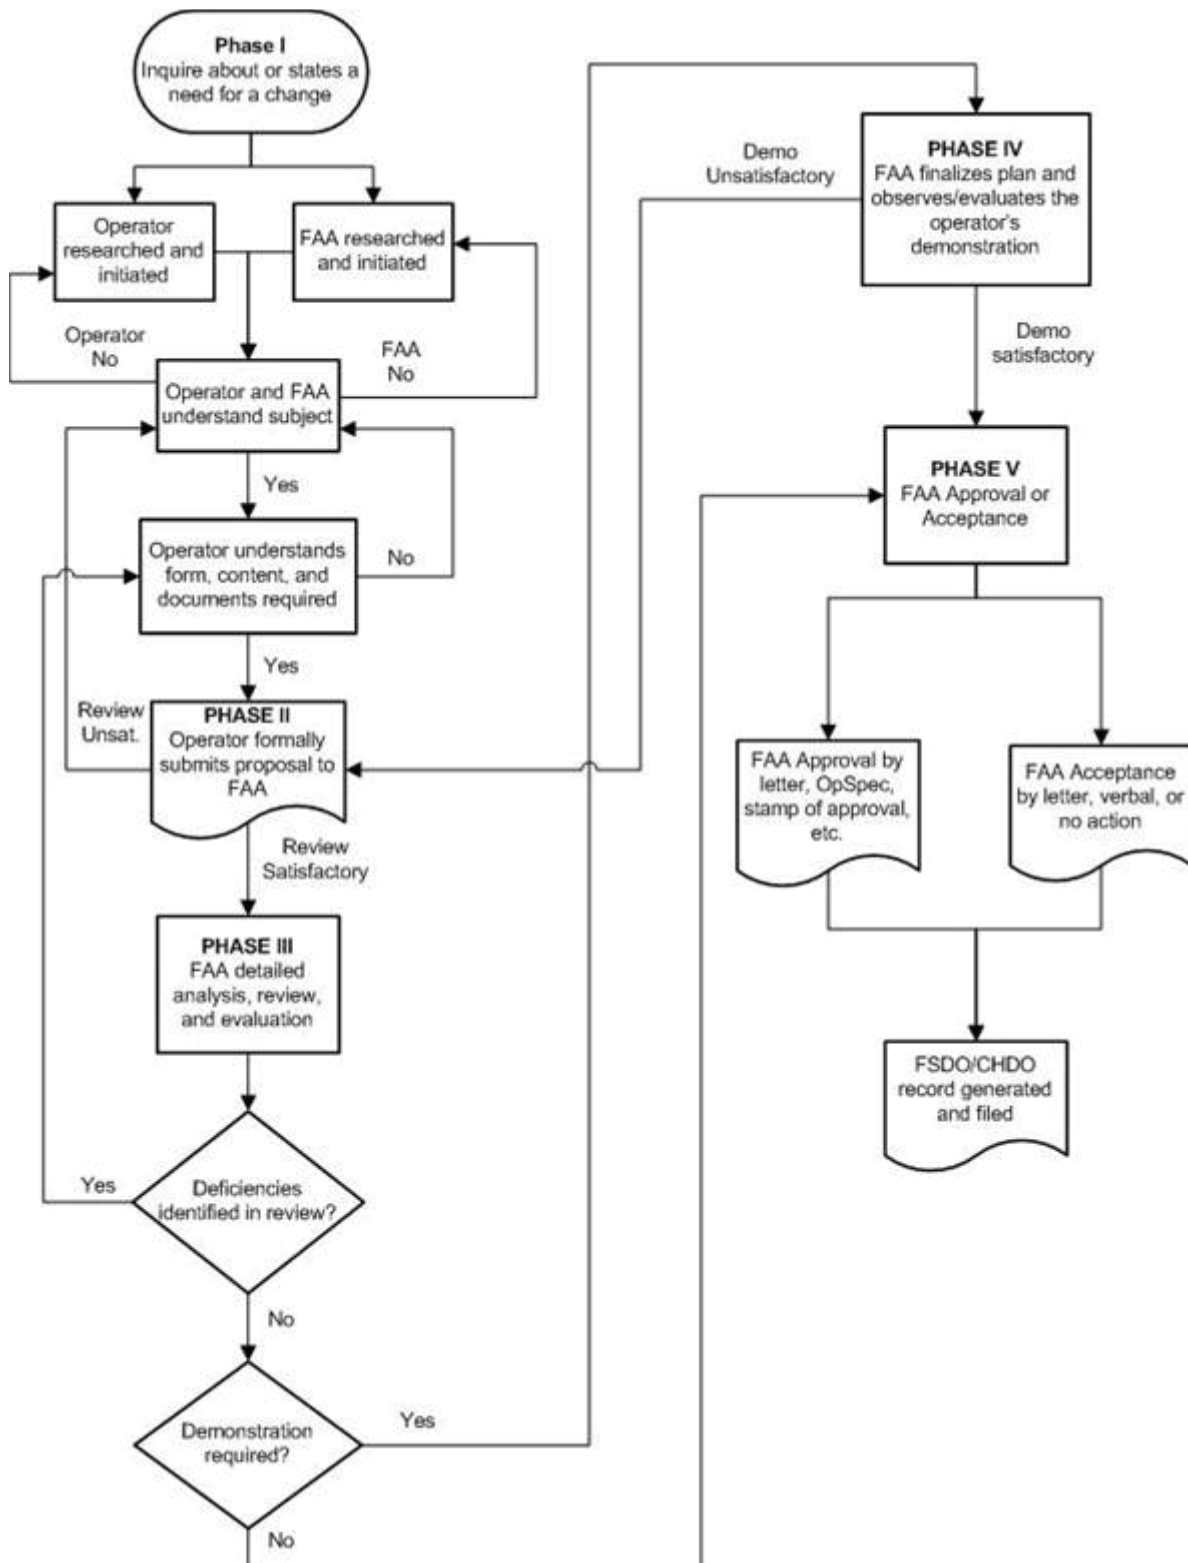 Phase I
Inquire about or states a
need for a change
Operator
researched and
initiated
FAA researched
and initiated
Operator
No
FAA
No
Operator and FAA
understand subject
Yes
Operator understands
form, content, and
documents required
No
Yes
Review
Unsat.
PHASE II
Operator formally
submits proposal to
FAA
Review
Satisfactory
PHASE III
FAA detailed
analysis, review,
and evaluation
Yes
Deficiencies
identified in review?
No
Demonstration
required?
Yes
No
Demo
Unsatisfactory
PHASE IV
FAA finalizes plan and
observes/evaluates the
operator's
demonstration
Demo
satisfactory
PHASE V
FAA Approval or
Acceptance
FAA Approval by
letter, OpSpec,
stamp of approval,
etc.
FAA Acceptance
by letter, verbal, or
no action
FSDO/CHDO
record generated
and filed